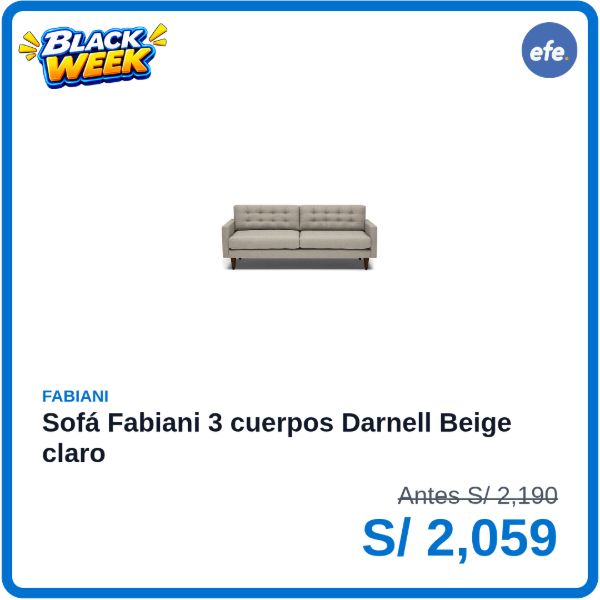 BLACK
WEEK
efe.
FABIANI
Sofá Fabiani 3 cuerpos Darnell Beige
claro
Antes S/ 2,190
S/ 2,059